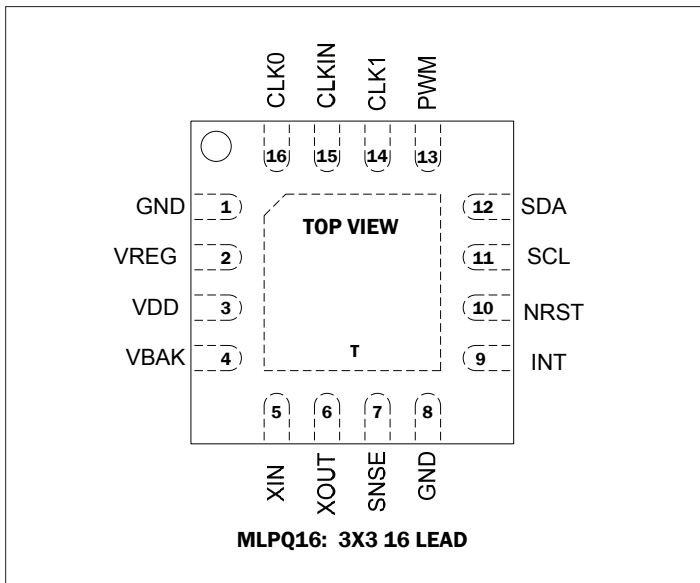 CLK0 CLKIN CLK1 PWM
16 15 14 13
GND 1 12 SDA
TOP VIEW
VREG 2 11 SCL
VDD 3 10 NRST
VBAK 4 T 9 INT
5 6 7 8
XIN XOUT SNSE GND
MLPQ16: 3X3 16 LEAD